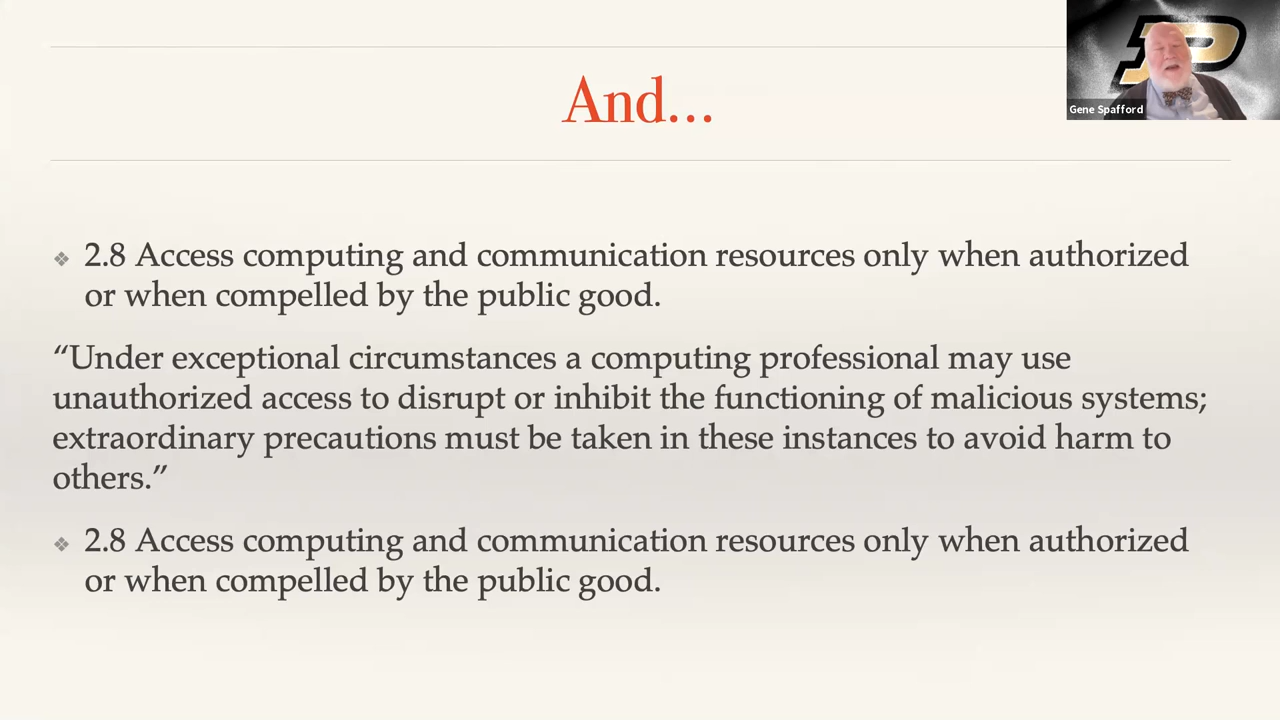 Gene Spafford
And...
❖ 2.8 Access computing and communication resources only when authorized
or when compelled by the public good.
“Under exceptional circumstances a computing professional may use
unauthorized access to disrupt or inhibit the functioning of malicious systems;
extraordinary precautions must be taken in these instances to avoid harm to
others.”
❖ 2.8 Access computing and communication resources only when authorized
or when compelled by the public good.